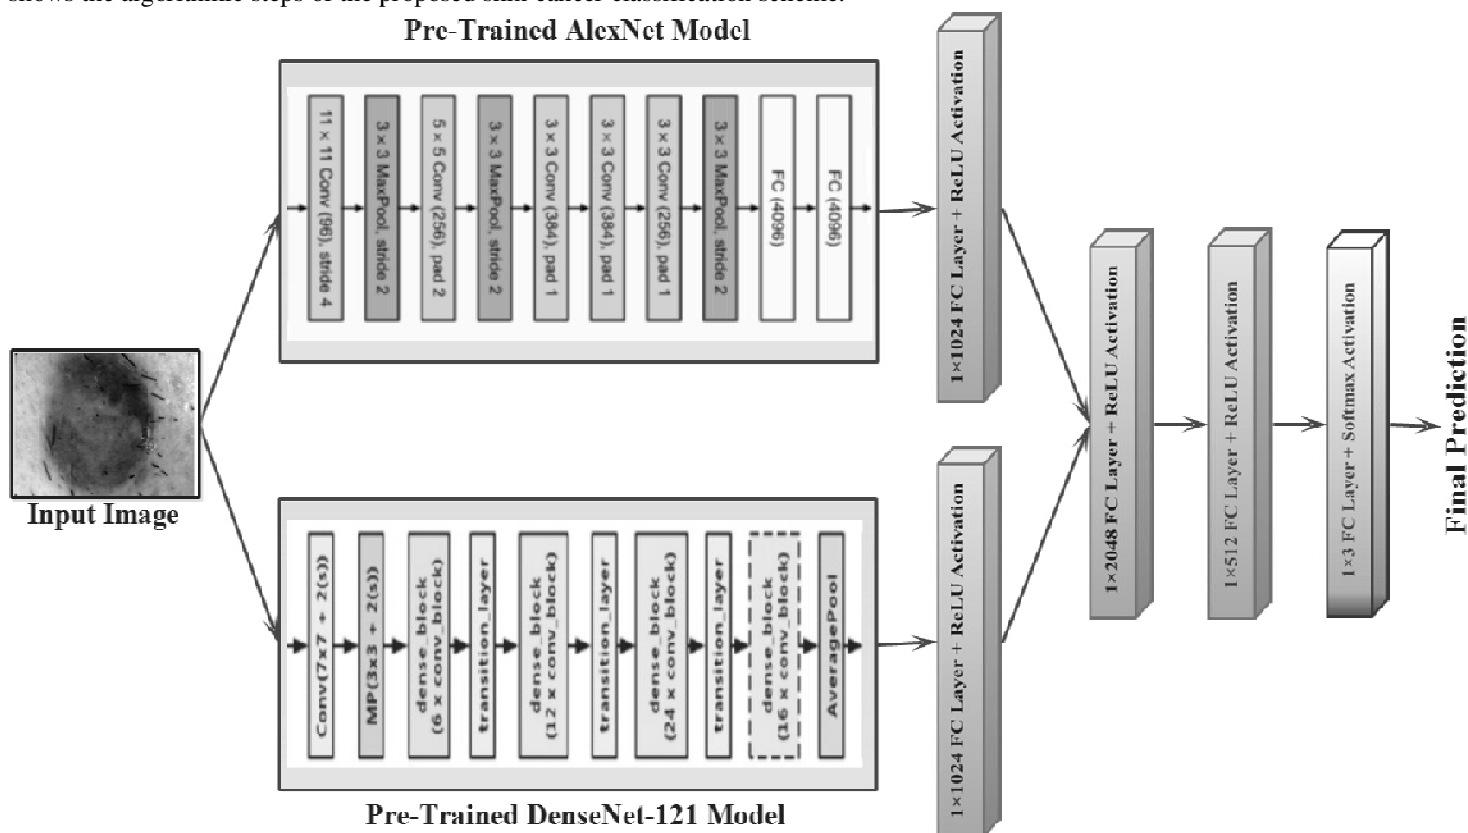 shows the algorithmic steps of the proposed skin cancer classification scheme.
Pre-Trained AlexNet Model
11 × 11 Conv (96), stride 4
3 × 3 MaxPool, stride 2
5 × 5 Conv (256), pad 2
3 × 3 MaxPool, stride 2
3 × 3 Conv (384), pad 1
3 × 3 Conv (384), pad 1
3 × 3 Conv (256), pad 1
3 × 3 MaxPool, stride 2
FC (4096)
FC (4096)
1×1024 FC Layer + ReLU Activation
Input Image
Conv(7x7 + 2(s))
MP(3x3 + 2(s))
dense_block
(6 x conv_block)
transition_layer
dense_block
(12 x conv_block)
transition_layer
dense_block
(24 x conv_block)
transition_layer
dense_block
(16 x conv_block)
AveragePool
Pre-Trained DenseNet-121 Model
1×1024 FC Layer + ReLU Activation
1×2048 FC Layer + ReLU Activation
1×512 FC Layer + ReLU Activation
1×3 FC Layer + Softmax Activation
Final Prediction